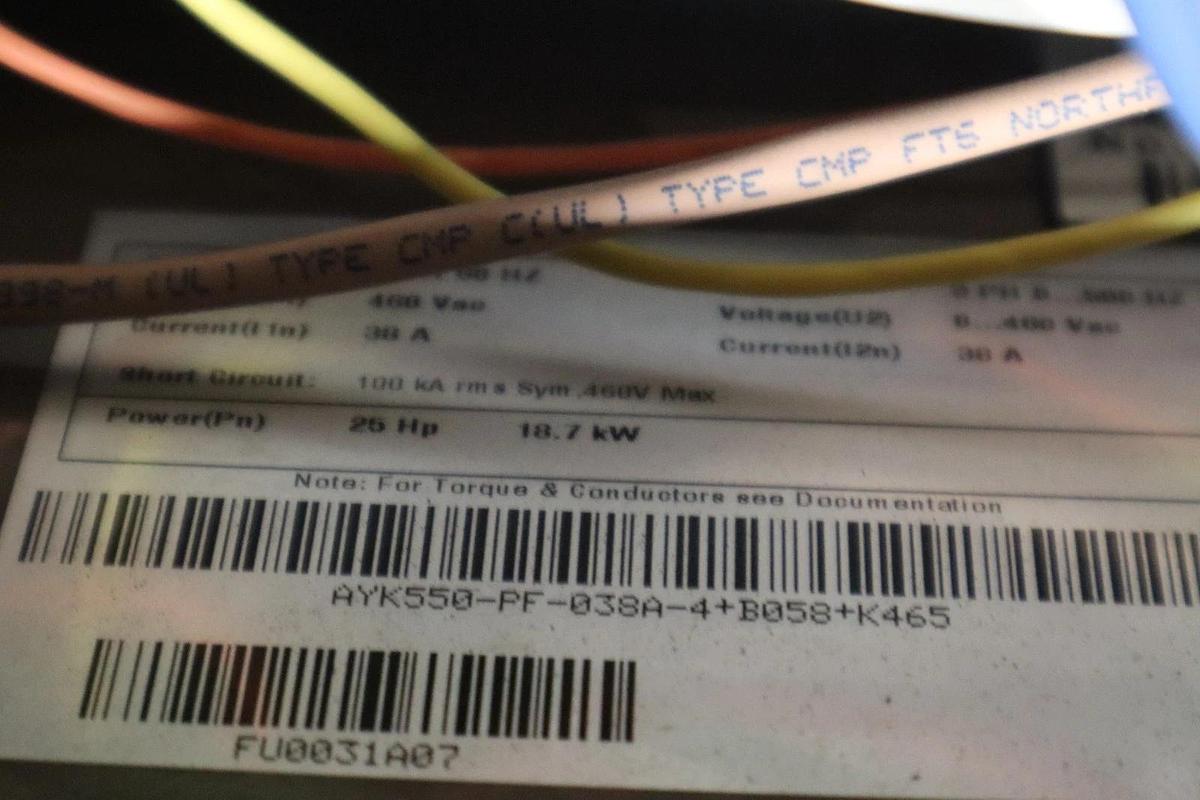 (UL) TYPE CMP C(UL) TYPE CMP FT6 NORTH
60 HZ
460 Vac
Voltage(U2) 0...460 Vac
Current(I1n) 38 A
Current(I2n) 38 A
Short Circuit: 100 kA rms Sym.460V Max
Power(Pn) 25 Hp 18.7 kW
Note: For Torque & Conductors see Documentation
AYK550-PF-038A-4+B058+K465
FU0031A07